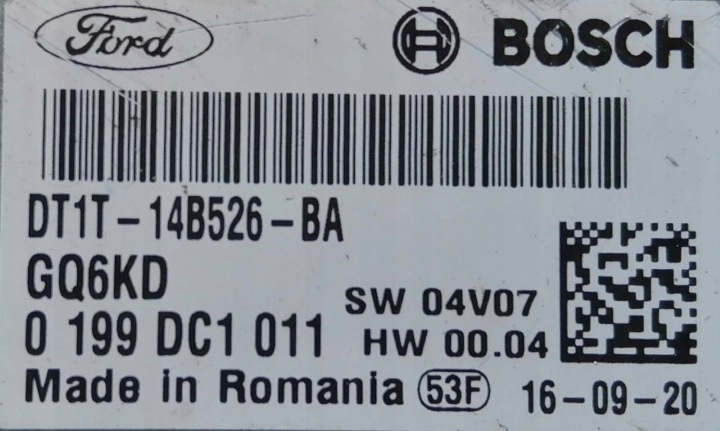 Ford BOSCH
DT1T-14B526-BA
GQ6KD
SW 04V07
0 199 DC1 011 HW 00.04
Made in Romania 53F 16-09-20